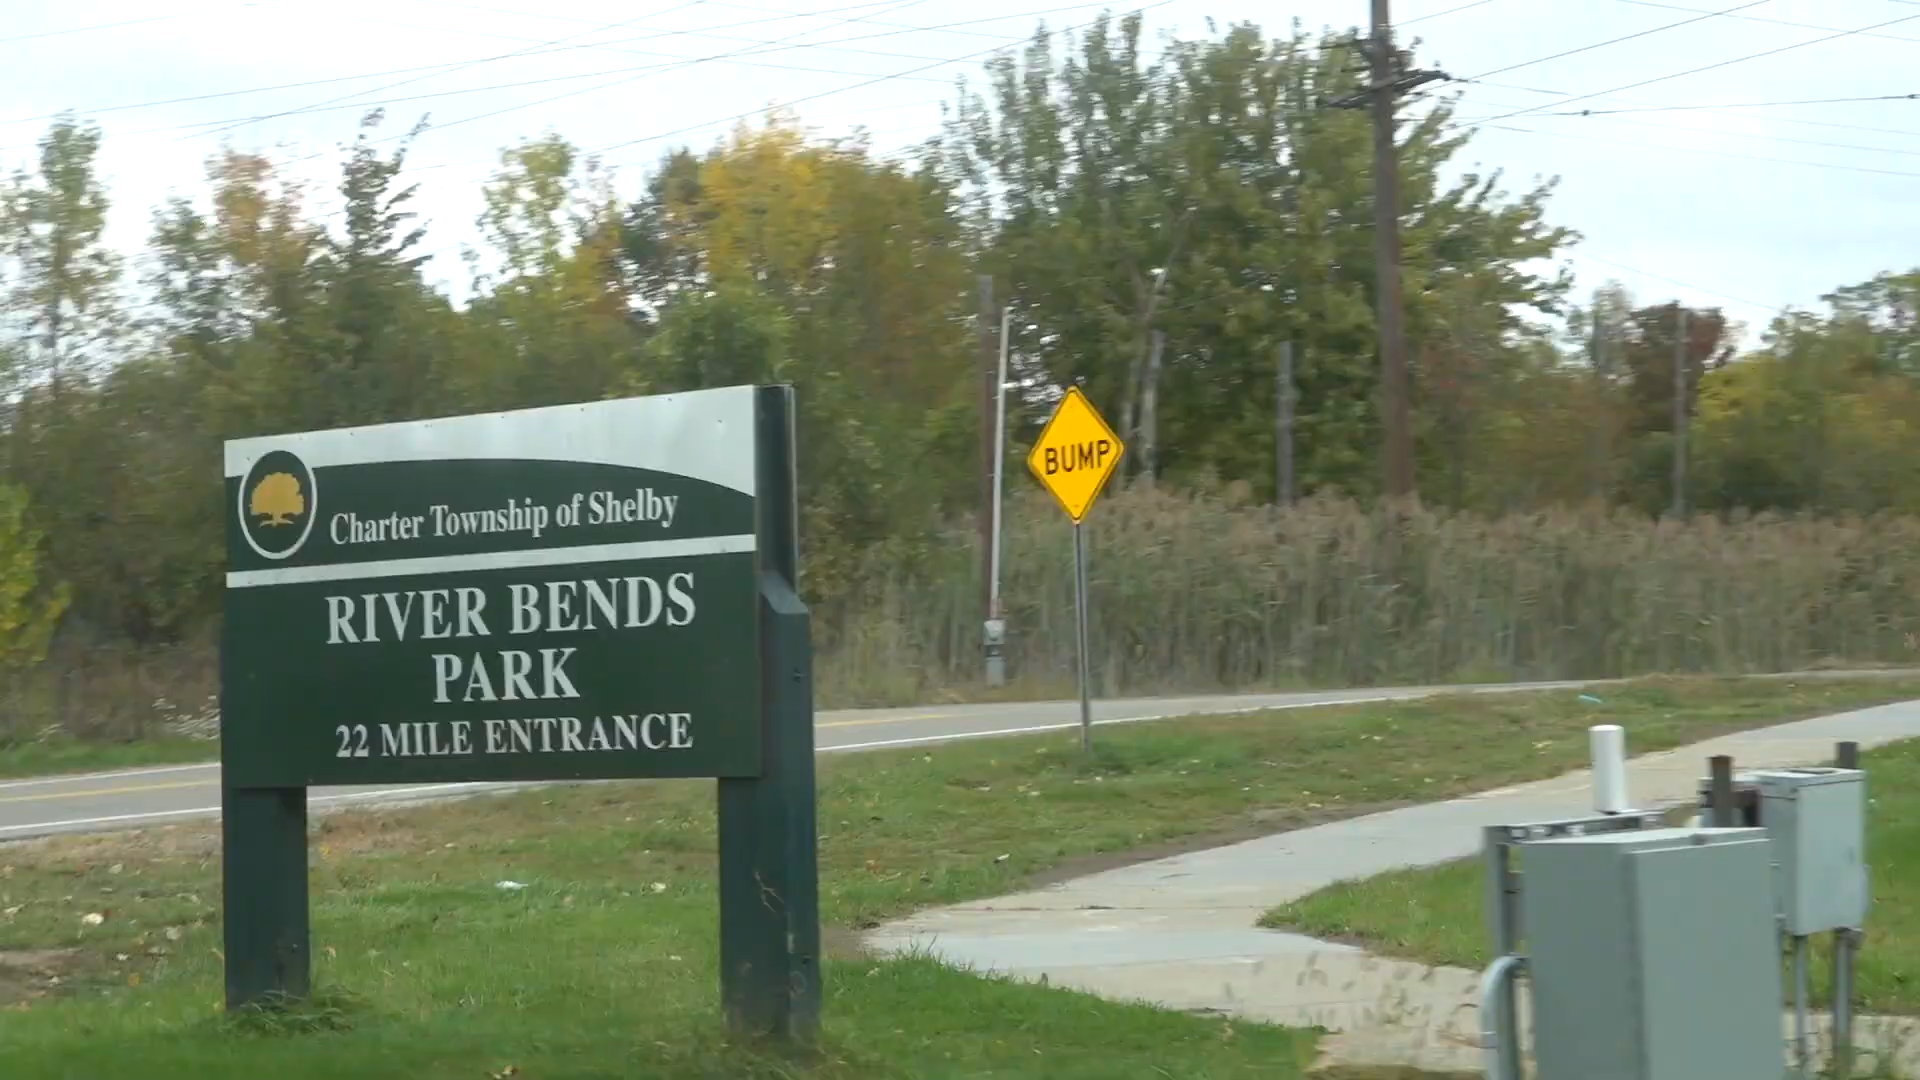 Charter Township of Shelby
RIVER BENDS
PARK
22 MILE ENTRANCE
BUMP